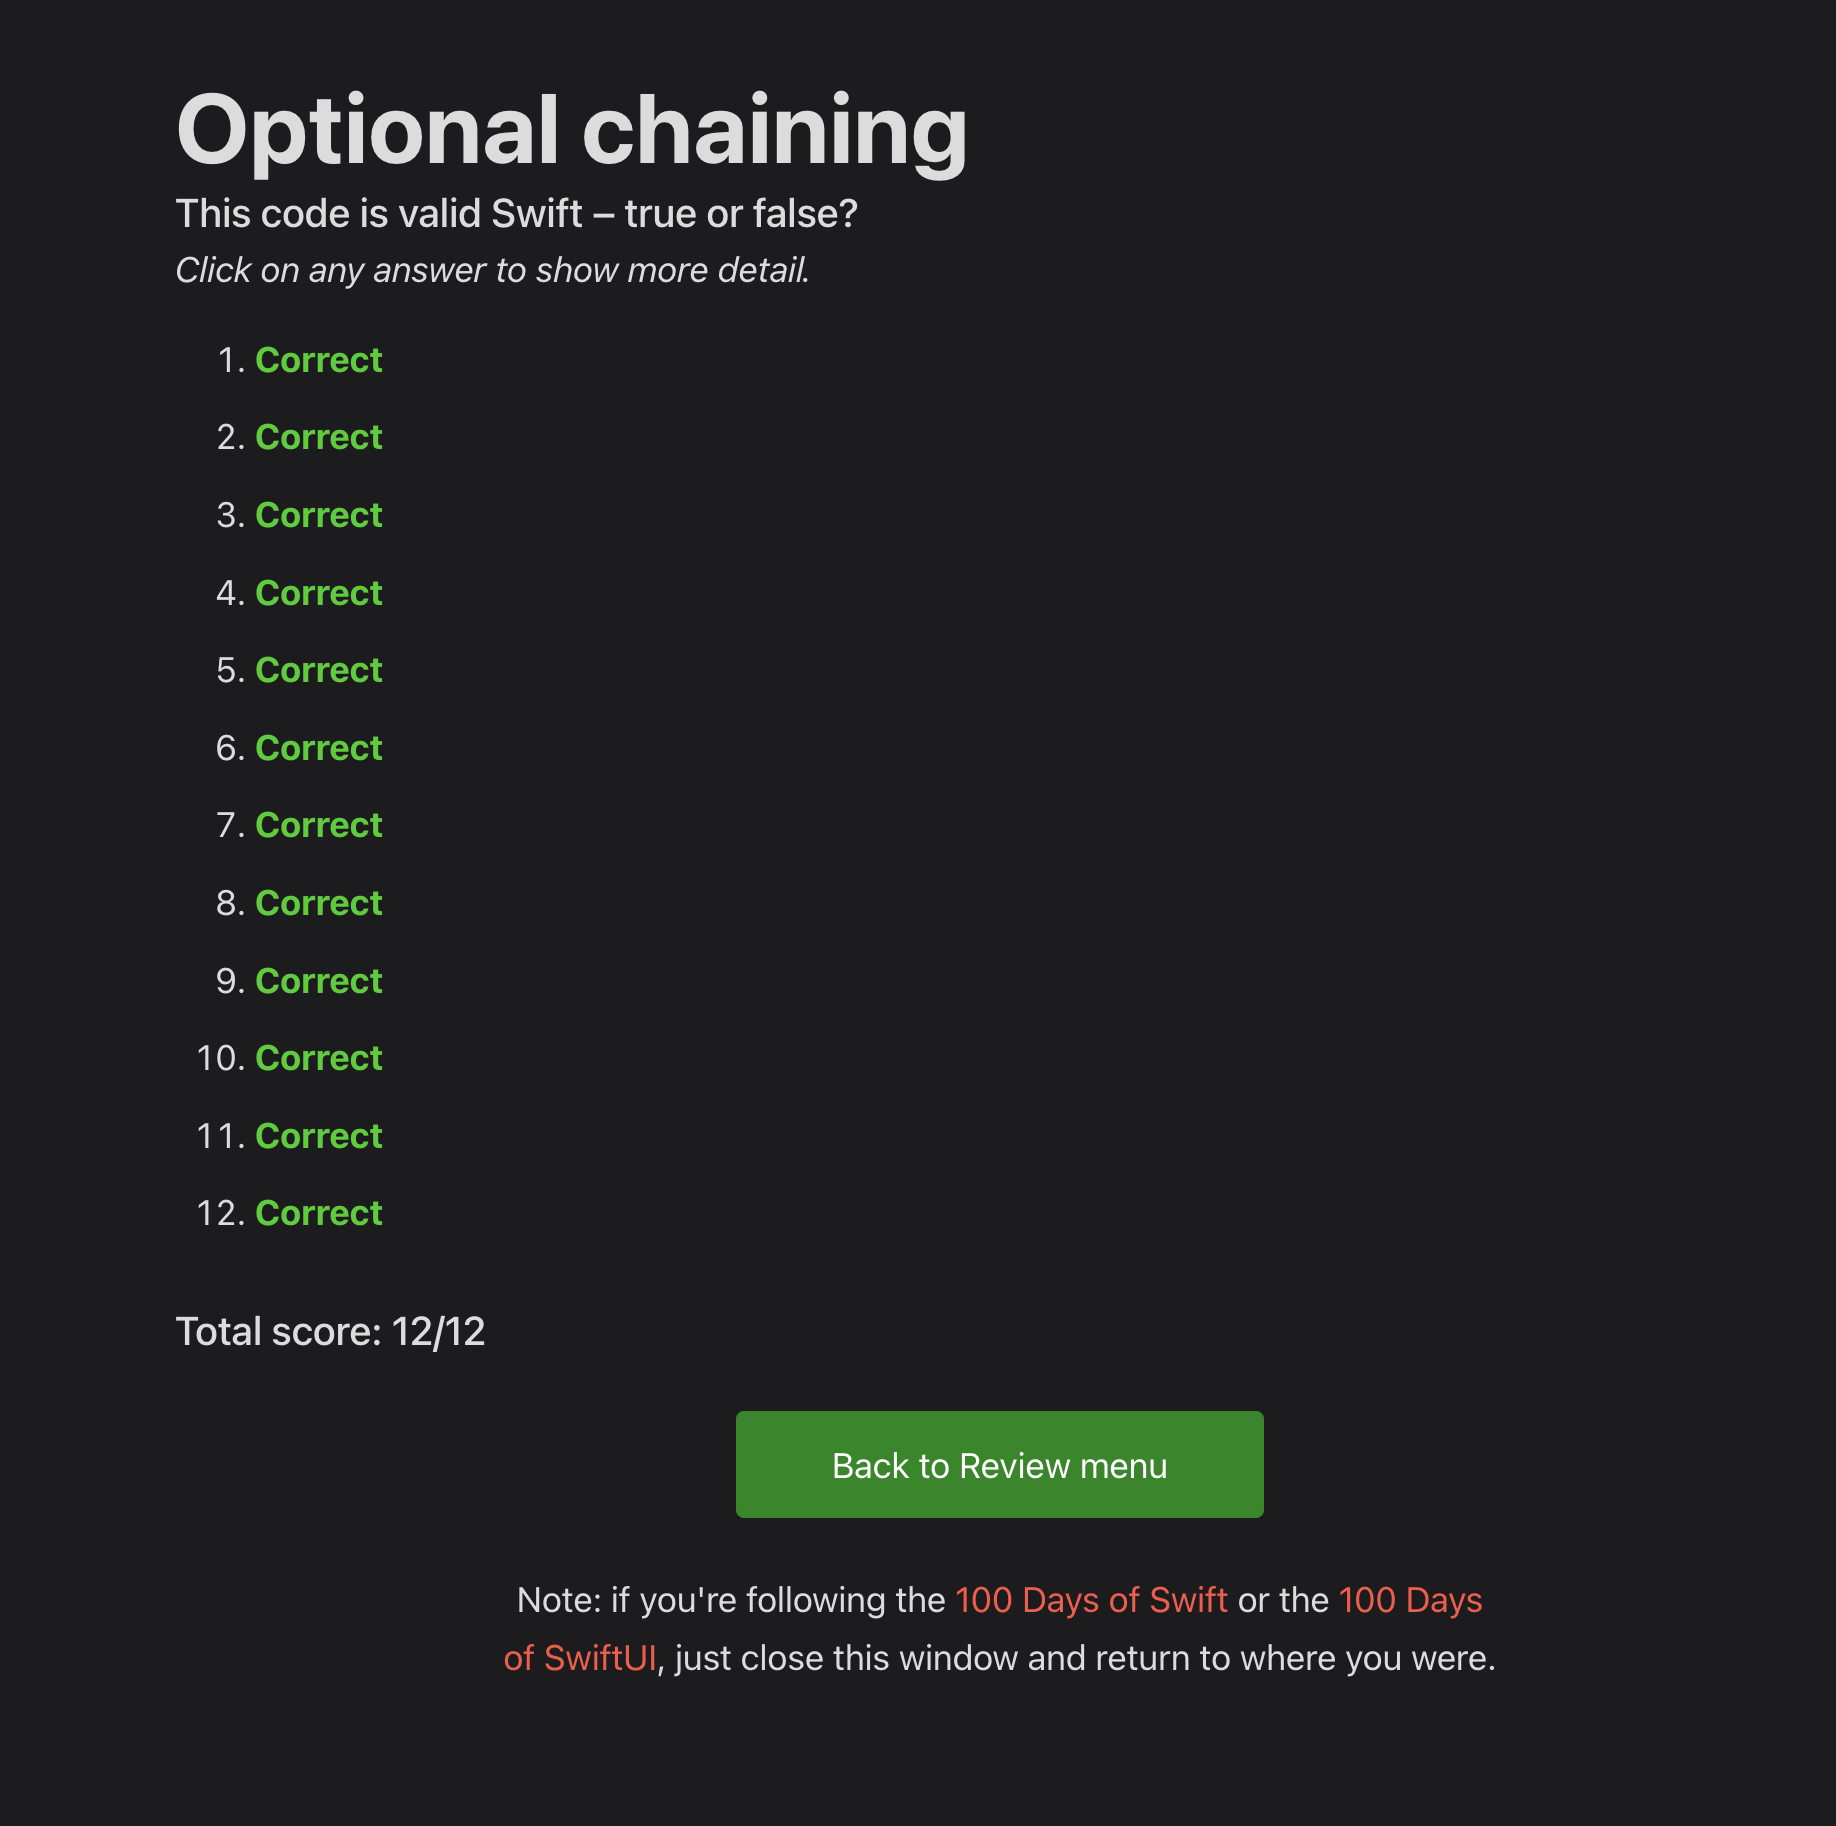 Optional chaining
This code is valid Swift – true or false?
Click on any answer to show more detail.
1. Correct
2. Correct
3. Correct
4. Correct
5. Correct
6. Correct
7. Correct
8. Correct
9. Correct
10. Correct
11. Correct
12. Correct
Total score: 12/12
Back to Review menu
Note: if you're following the 100 Days of Swift or the 100 Days
of SwiftUI, just close this window and return to where you were.